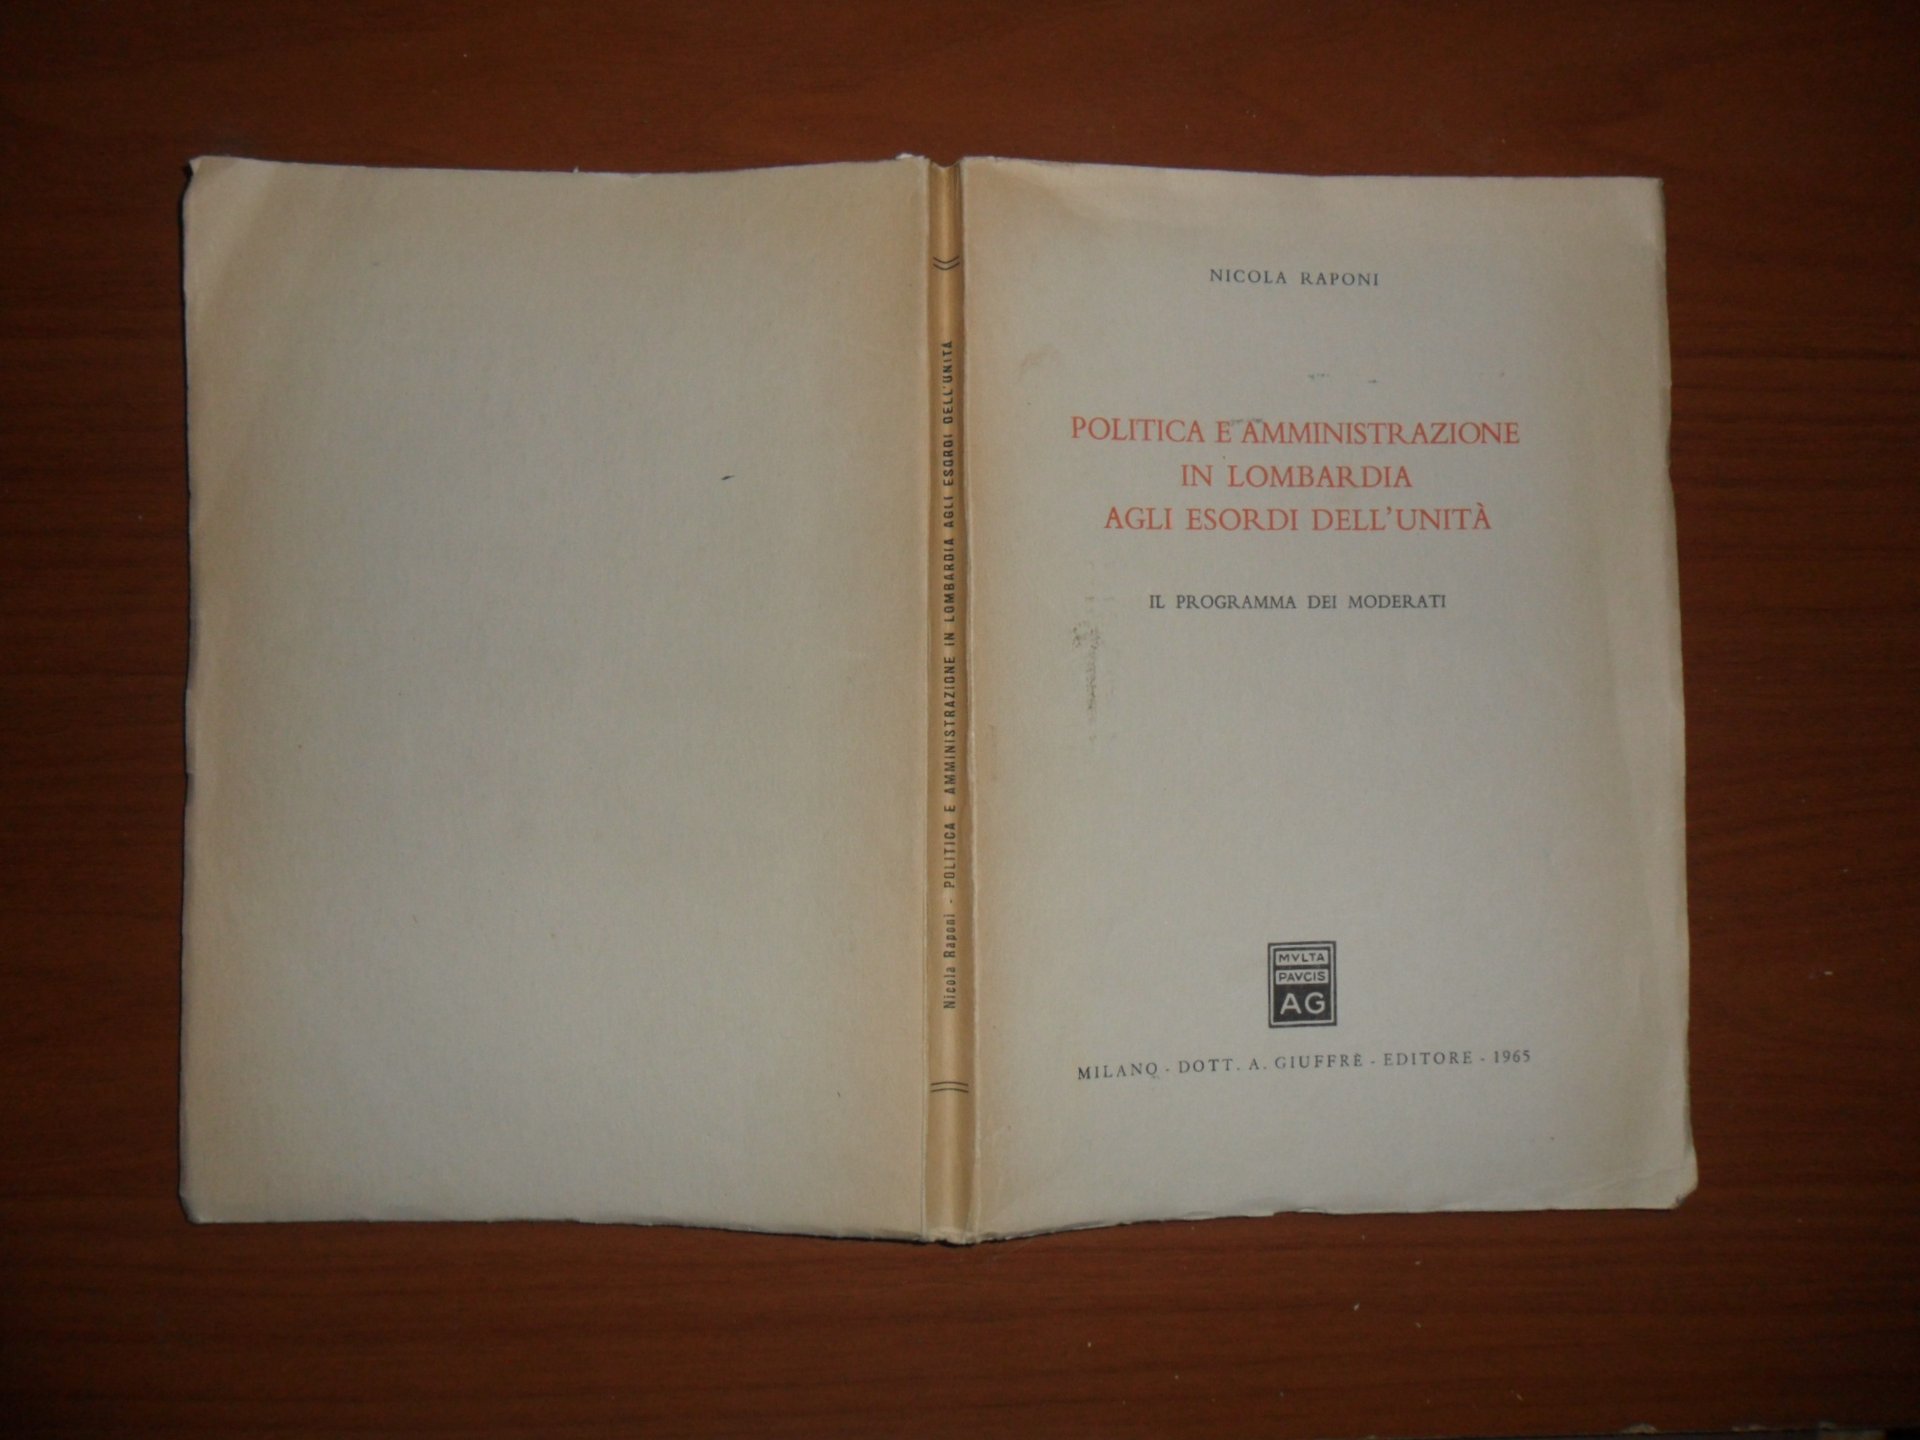 Nicola Raponi - POLITICA E AMMINISTRAZIONE IN LOMBARDIA AGLI ESORDI DELL'UNITÀ
NICOLA RAPONI
POLITICA E AMMINISTRAZIONE
IN LOMBARDIA
AGLI ESORDI DELL'UNITÀ
IL PROGRAMMA DEI MODERATI
MVLTA
PAVCIS
AG
MILANO - DOTT. A. GIUFFRÈ - EDITORE - 1965